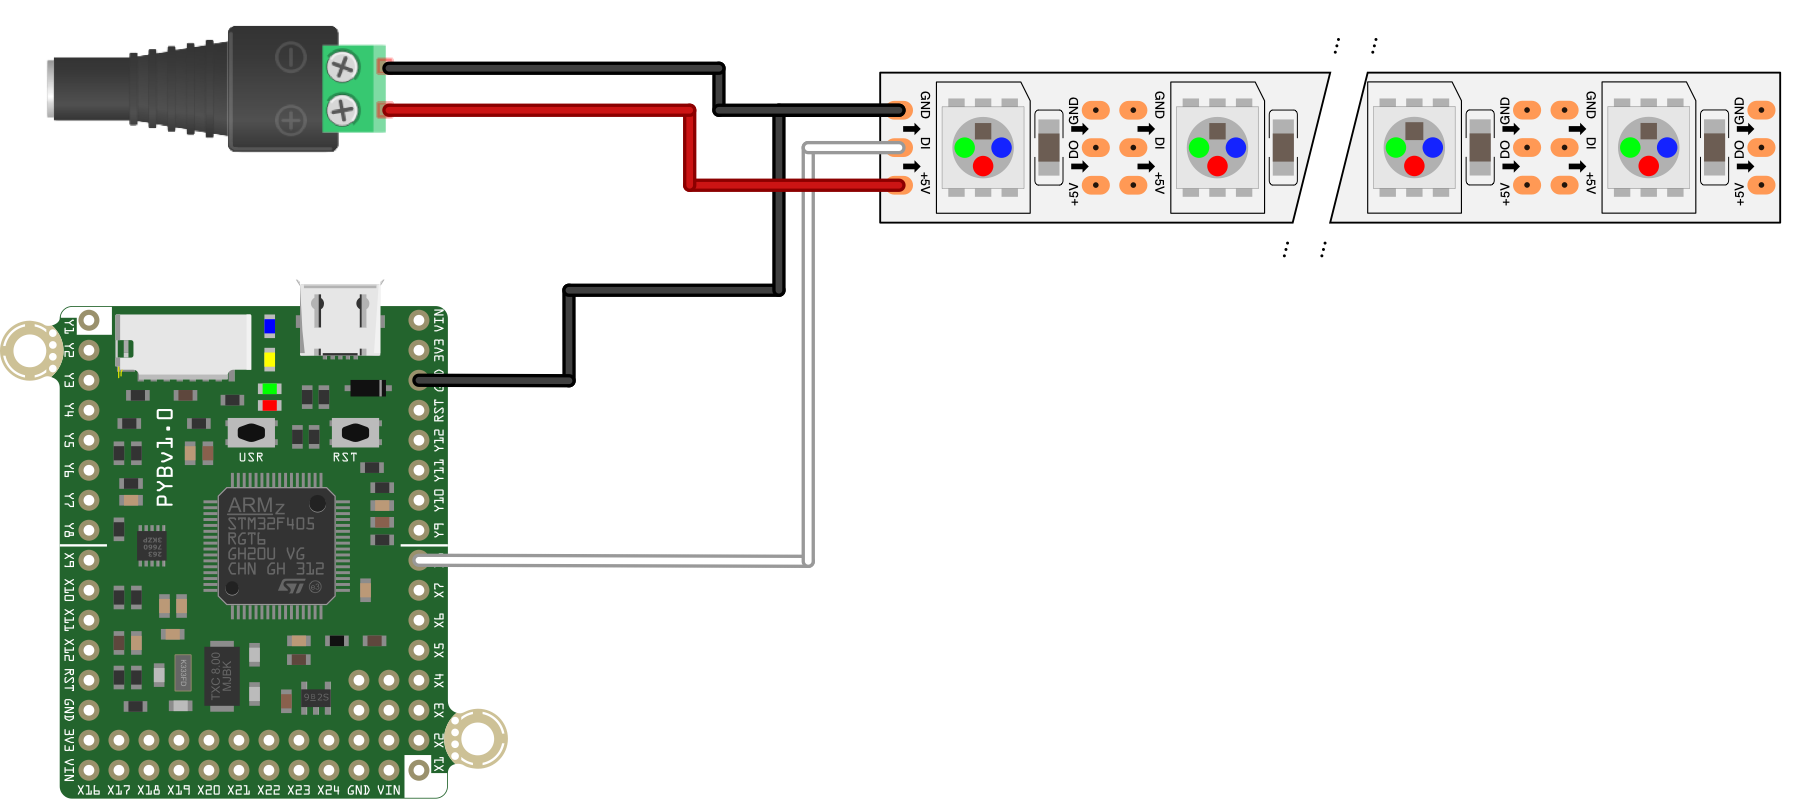 GND
DI
+5V
GND
DO
+5V
GND
DI
+5V
GND
DO
+5V
GND
DI
+5V
GND
DO
+5V
Y1
Y2
Y3
Y4
Y5
Y6
Y7
Y8
X9
X10
X11
X12
RST
GND
3V3
VIN
PYBv1.0
USR
RST
ARM
STM32F405
RGT6
GH20U VG
CHN GH 312
ST
TXC 8.00
MJBK
VIN
3V3
RST
Y12
Y11
Y10
Y9
X7
X6
X5
X4
X3
X2
X1
X16 X17 X18 X19 X20 X21 X22 X23 X24 GND VIN